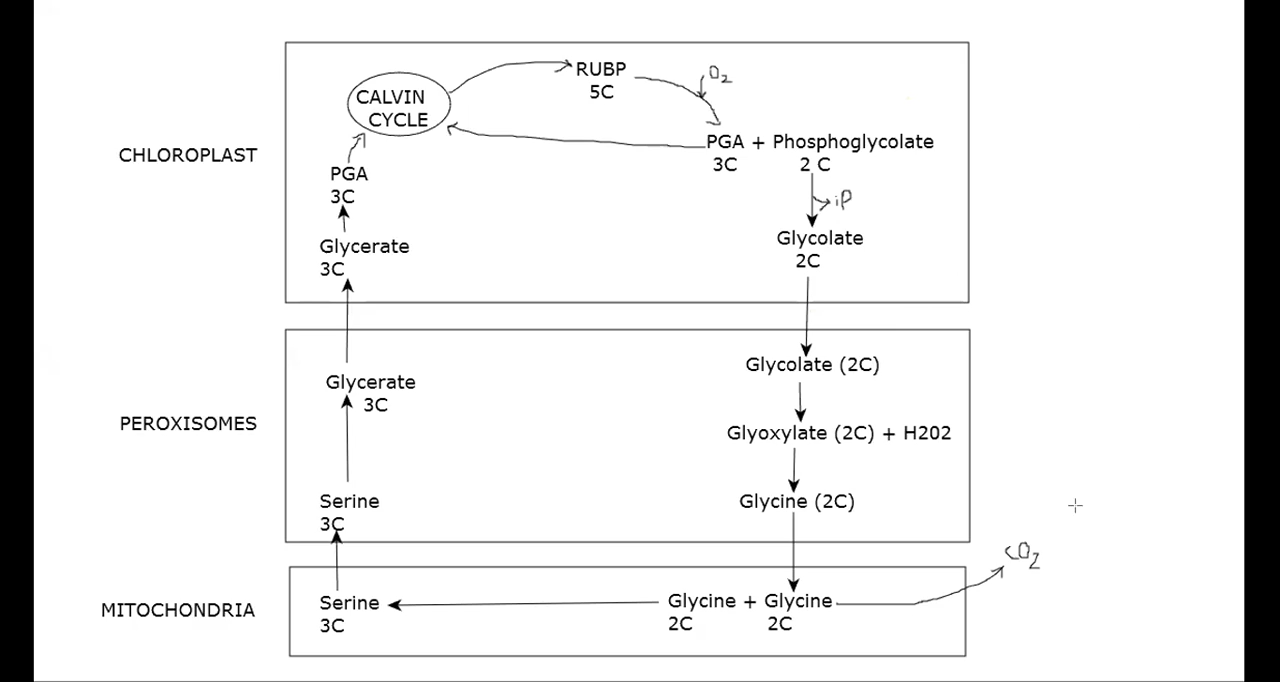 RUBP
5C
O2
CALVIN
CYCLE
PGA + Phosphoglycolate
3C 2 C
CHLOROPLAST
PGA
3C
iP
Glycolate
2C
Glycerate
3C
Glycolate (2C)
Glycerate
3C
PEROXISOMES
Glyoxylate (2C) + H202
Serine
3C
Glycine (2C)
CO2
MITOCHONDRIA
Serine
3C
Glycine + Glycine
2C 2C